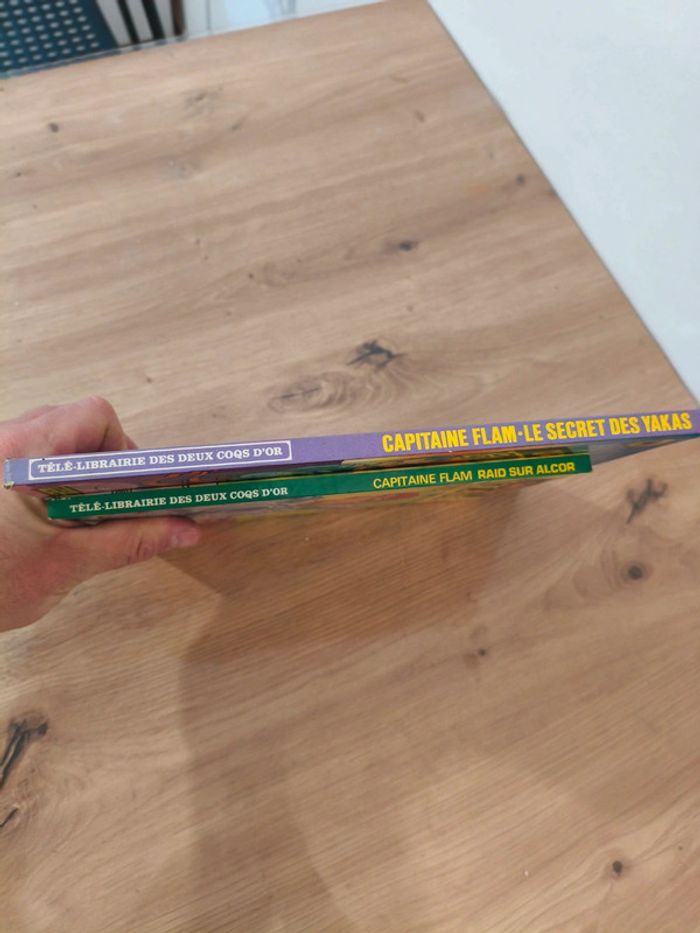 TÉLÉ-LIBRAIRIE DES DEUX COQS D'OR
CAPITAINE FLAM·LE SECRET DES YAKAS
TÉLÉ-LIBRAIRIE DES DEUX COQS D'OR
CAPITAINE FLAM RAID SUR ALCOR